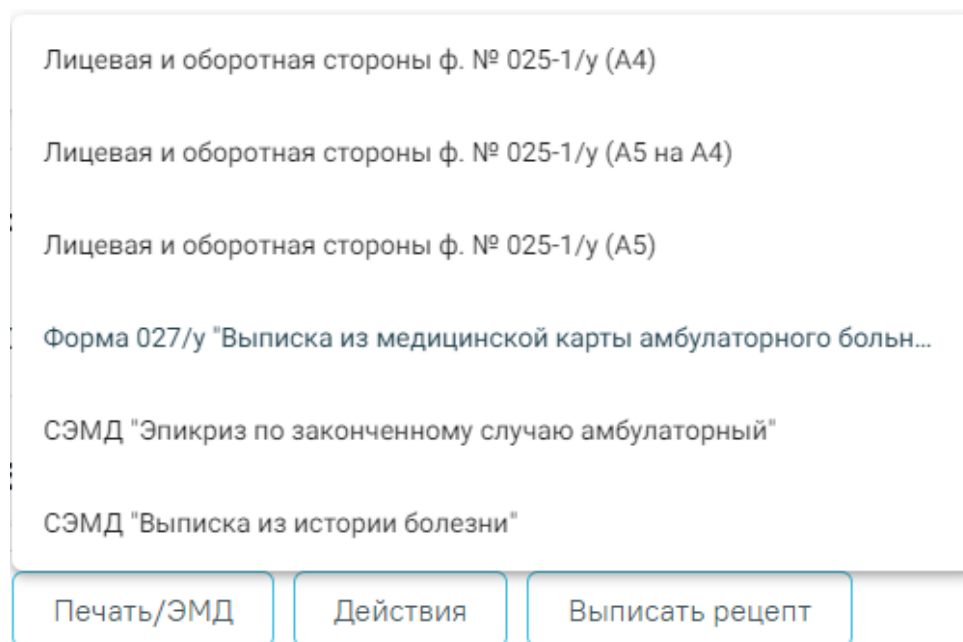 Лицевая и оборотная стороны ф. № 025-1/у (А4)
Лицевая и оборотная стороны ф. № 025-1/у (А5 на А4)
Лицевая и оборотная стороны ф. № 025-1/у (А5)
Форма 027/у "Выписка из медицинской карты амбулаторного больн...
СЭМД "Эпикриз по законченному случаю амбулаторный"
СЭМД "Выписка из истории болезни"
Печать/ЭМД Действия Выписать рецепт